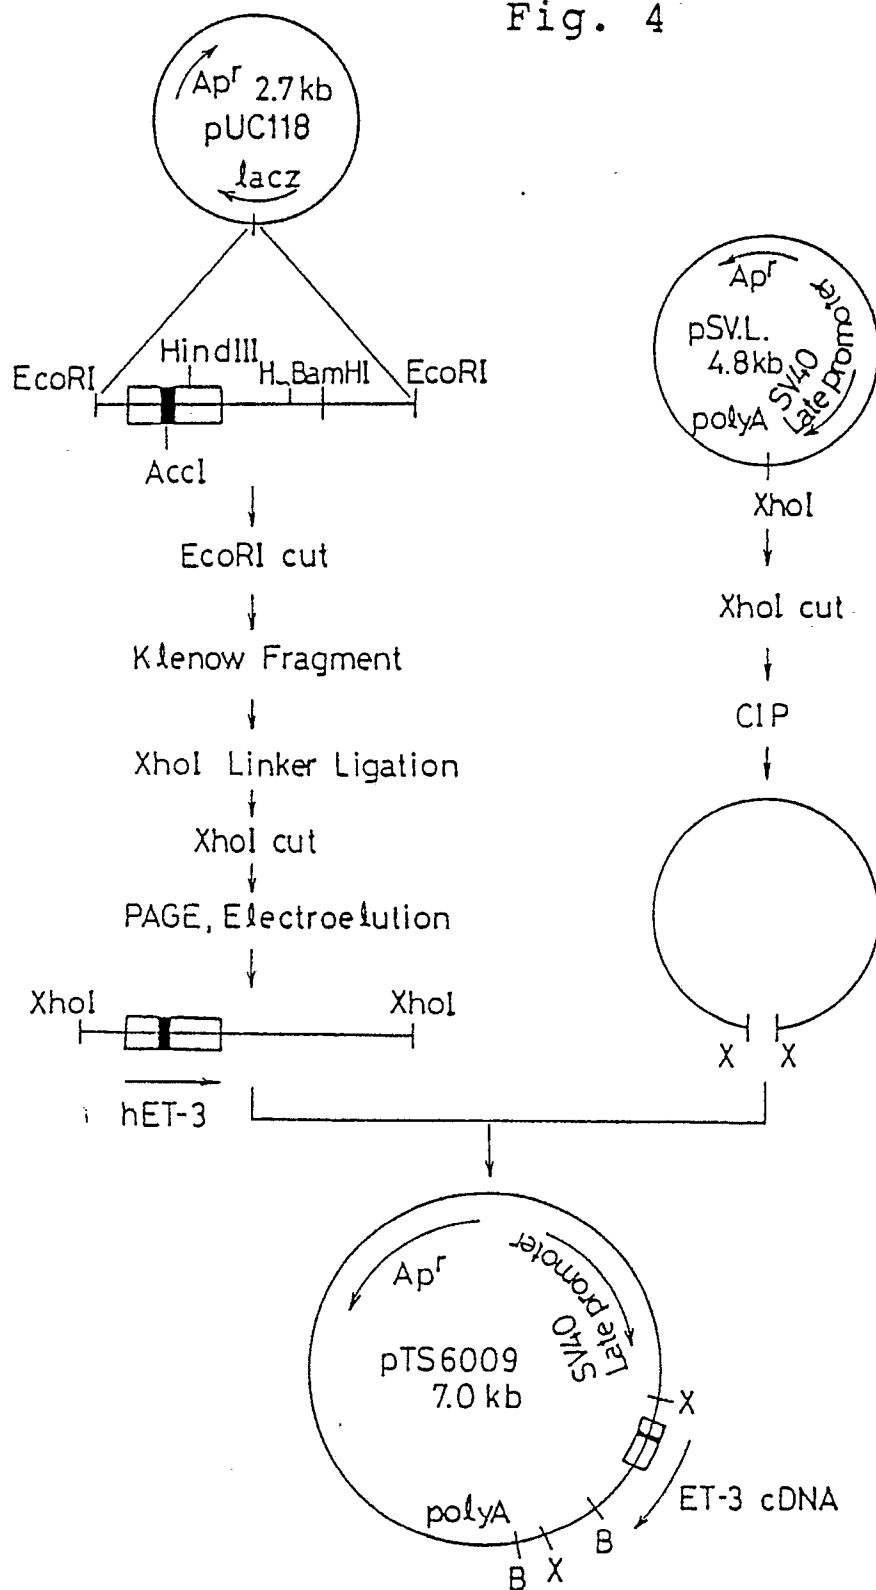 Fig. 4
Apr 2.7 kb
pUC118
lacz
EcoRI
HindIII
H
BamHI
EcoRI
AccI
EcoRI cut
Klenow Fragment
XhoI Linker Ligation
XhoI cut
PAGE, Electroelution
XhoI
XhoI
hET-3
Apr
pSV.L.
4.8kb
SV40
Late promoter
polyA
XhoI
XhoI cut
CIP
X
X
Apr
SV40
Late promoter
pTS6009
7.0 kb
X
ET-3 cDNA
polyA
B
X
B